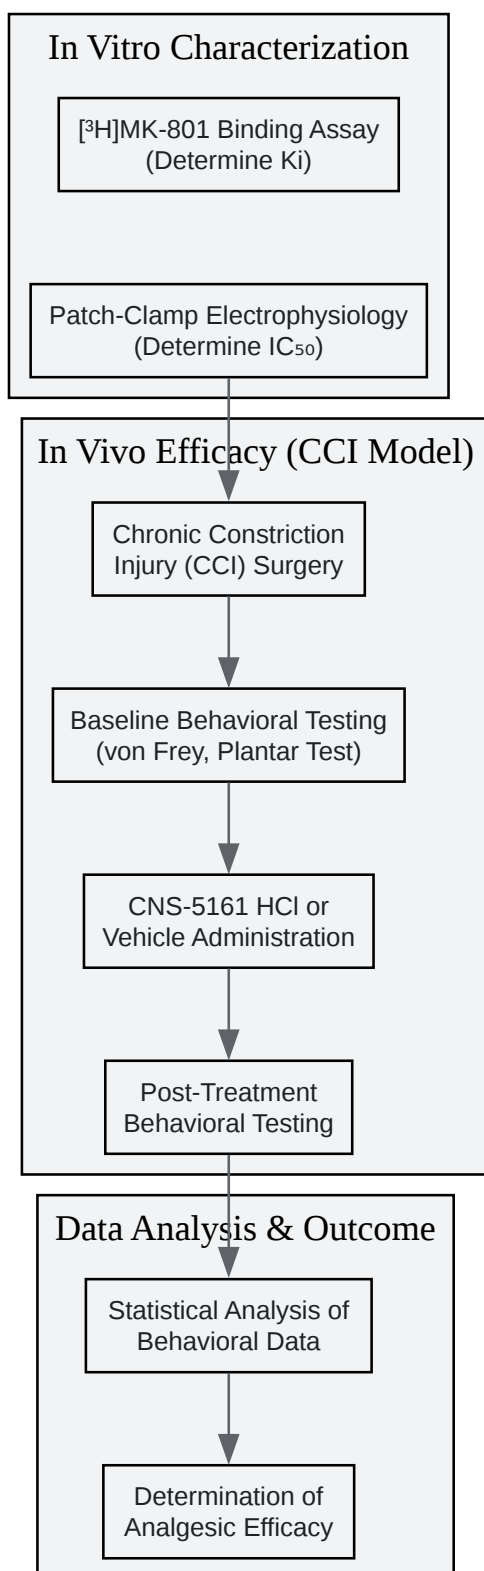 In Vitro Characterization
[³H]MK-801 Binding Assay
(Determine Ki)
Patch-Clamp Electrophysiology
(Determine IC₅₀)
In Vivo Efficacy (CCI Model)
Chronic Constriction
Injury (CCI) Surgery
Baseline Behavioral Testing
(von Frey, Plantar Test)
CNS-5161 HCl or
Vehicle Administration
Post-Treatment
Behavioral Testing
Data Analysis & Outcome
Statistical Analysis of
Behavioral Data
Determination of
Analgesic Efficacy